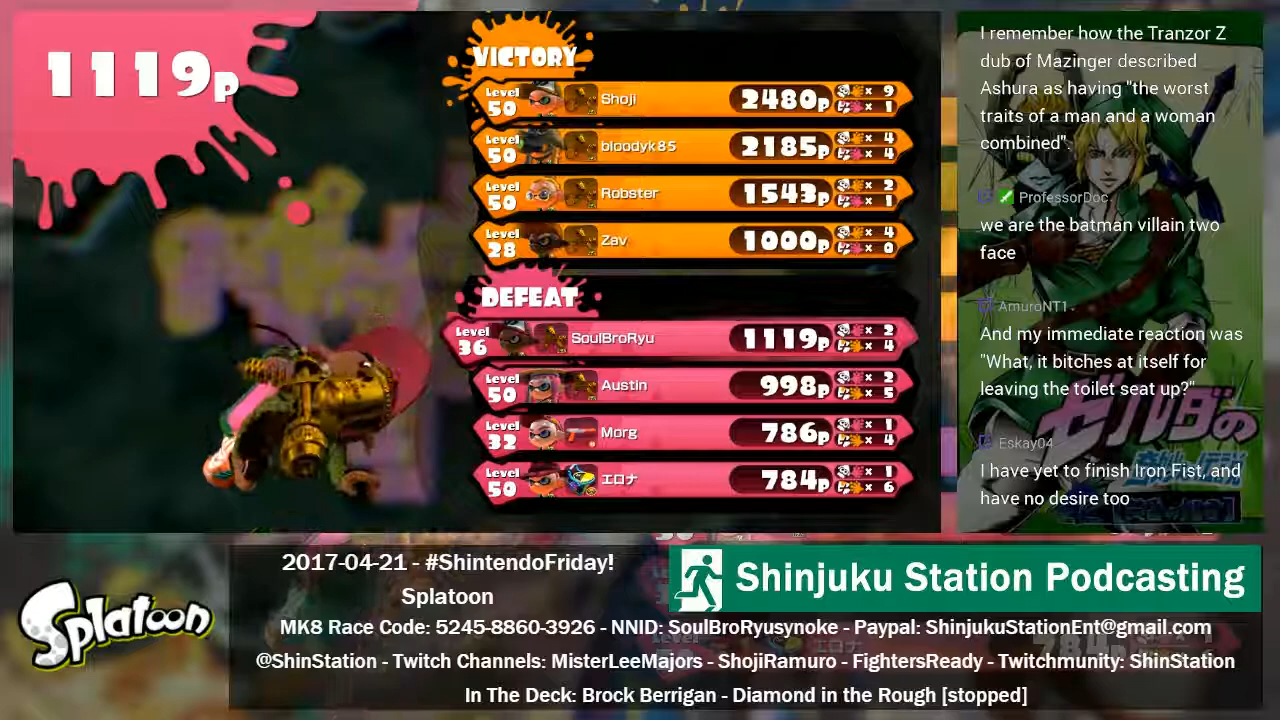 1119p
VICTORY
Level 50 Shoji 2480p × 9 × 1
Level 50 bloodyk85 2185p × 4 × 4
Level 50 Robster 1543p × 2 × 1
Level 28 Zav 1000p × 4 × 0
DEFEAT
Level 36 SoulBroRyu 1119p × 2 × 4
Level 50 Austin 998p × 2 × 5
Level 32 Morg 786p × 1 × 4
Level 50 エロナ 784p × 1 × 6
I remember how the Tranzor Z
dub of Mazinger described
Ashura as having "the worst
traits of a man and a woman
combined".
ProfessorDoc
we are the batman villain two
face
AmuroNT1
And my immediate reaction was
"What, it bitches at itself for
leaving the toilet seat up?"
Eskay04
I have yet to finish Iron Fist, and
have no desire too
ゼルダの
Splatoon
2017-04-21 - #ShintendoFriday!
Splatoon
Shinjuku Station Podcasting
MK8 Race Code: 5245-8860-3926 - NNID: SoulBroRyusynoke - Paypal: ShinjukuStationEnt@gmail.com
@ShinStation - Twitch Channels: MisterLeeMajors - ShojiRamuro - FightersReady - Twitchmunity: ShinStation
In The Deck: Brock Berrigan - Diamond in the Rough [stopped]